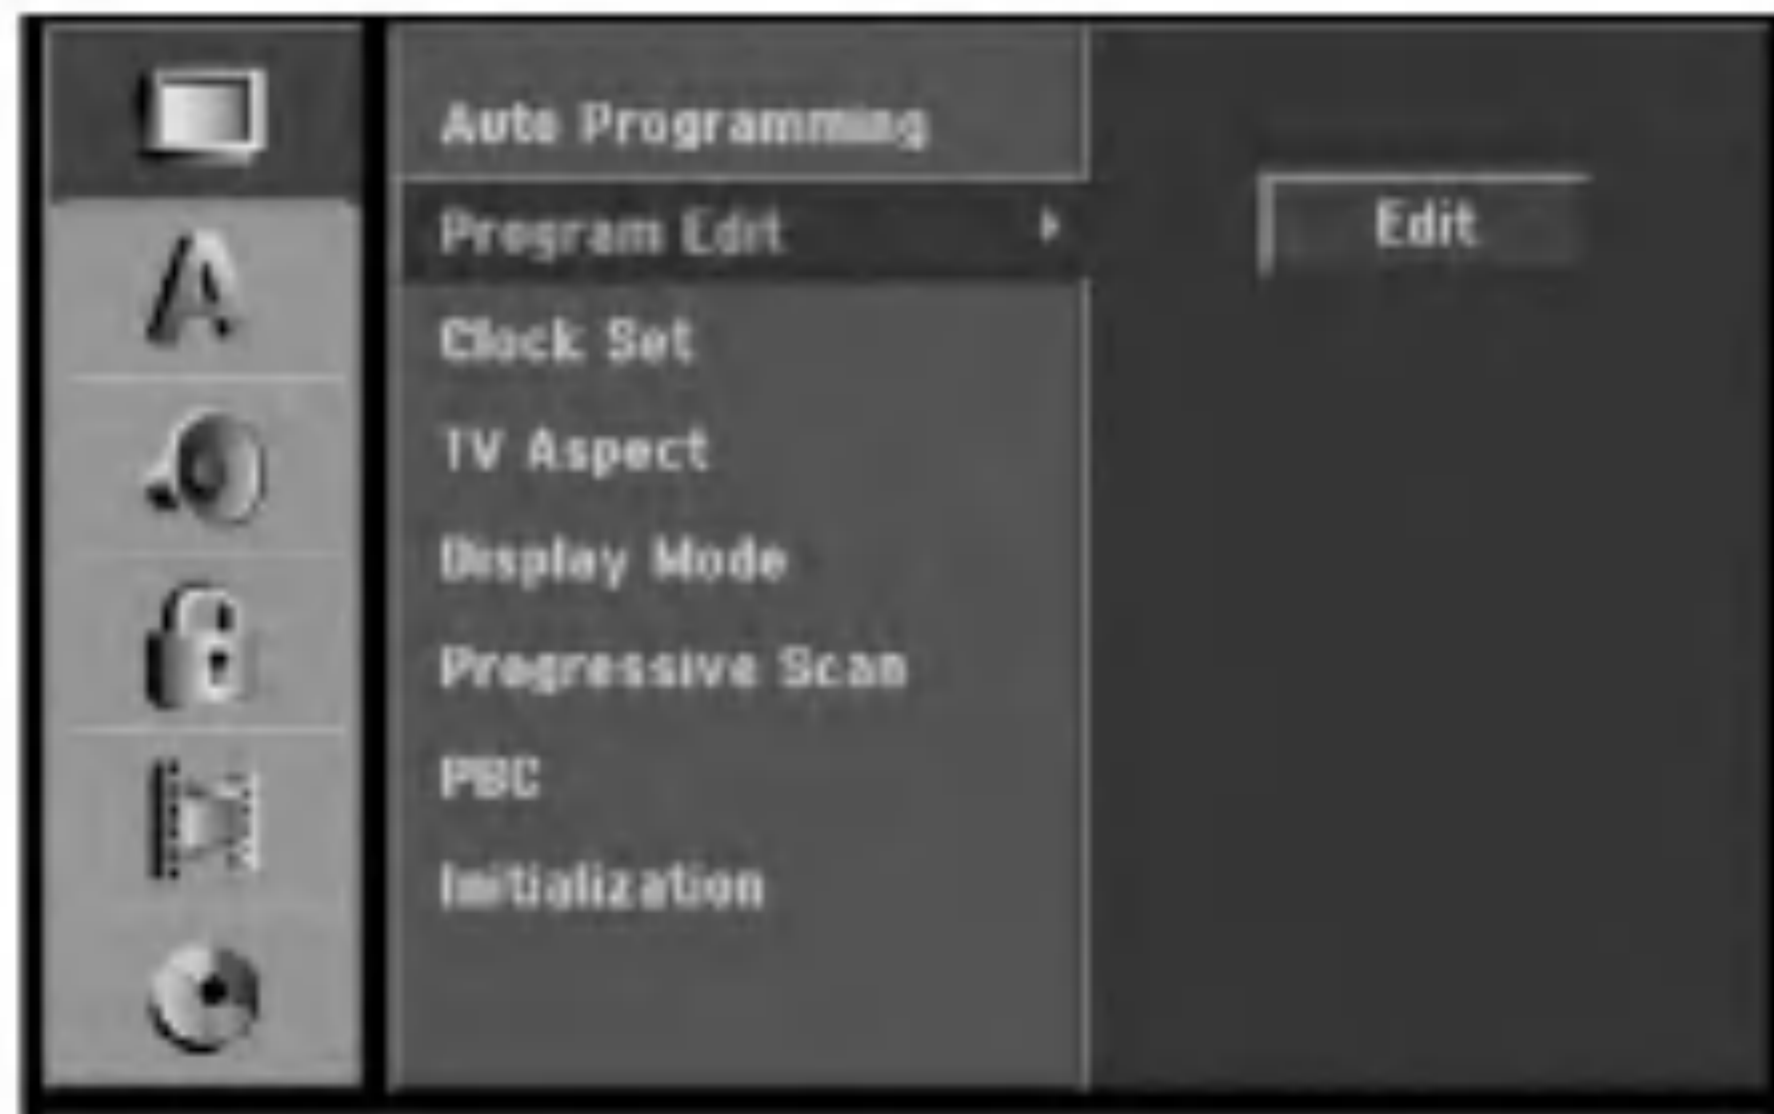 Auto Programming
Program Edit
Edit
Clock Set
TV Aspect
Display Mode
Progressive Scan
PBC
Initialization